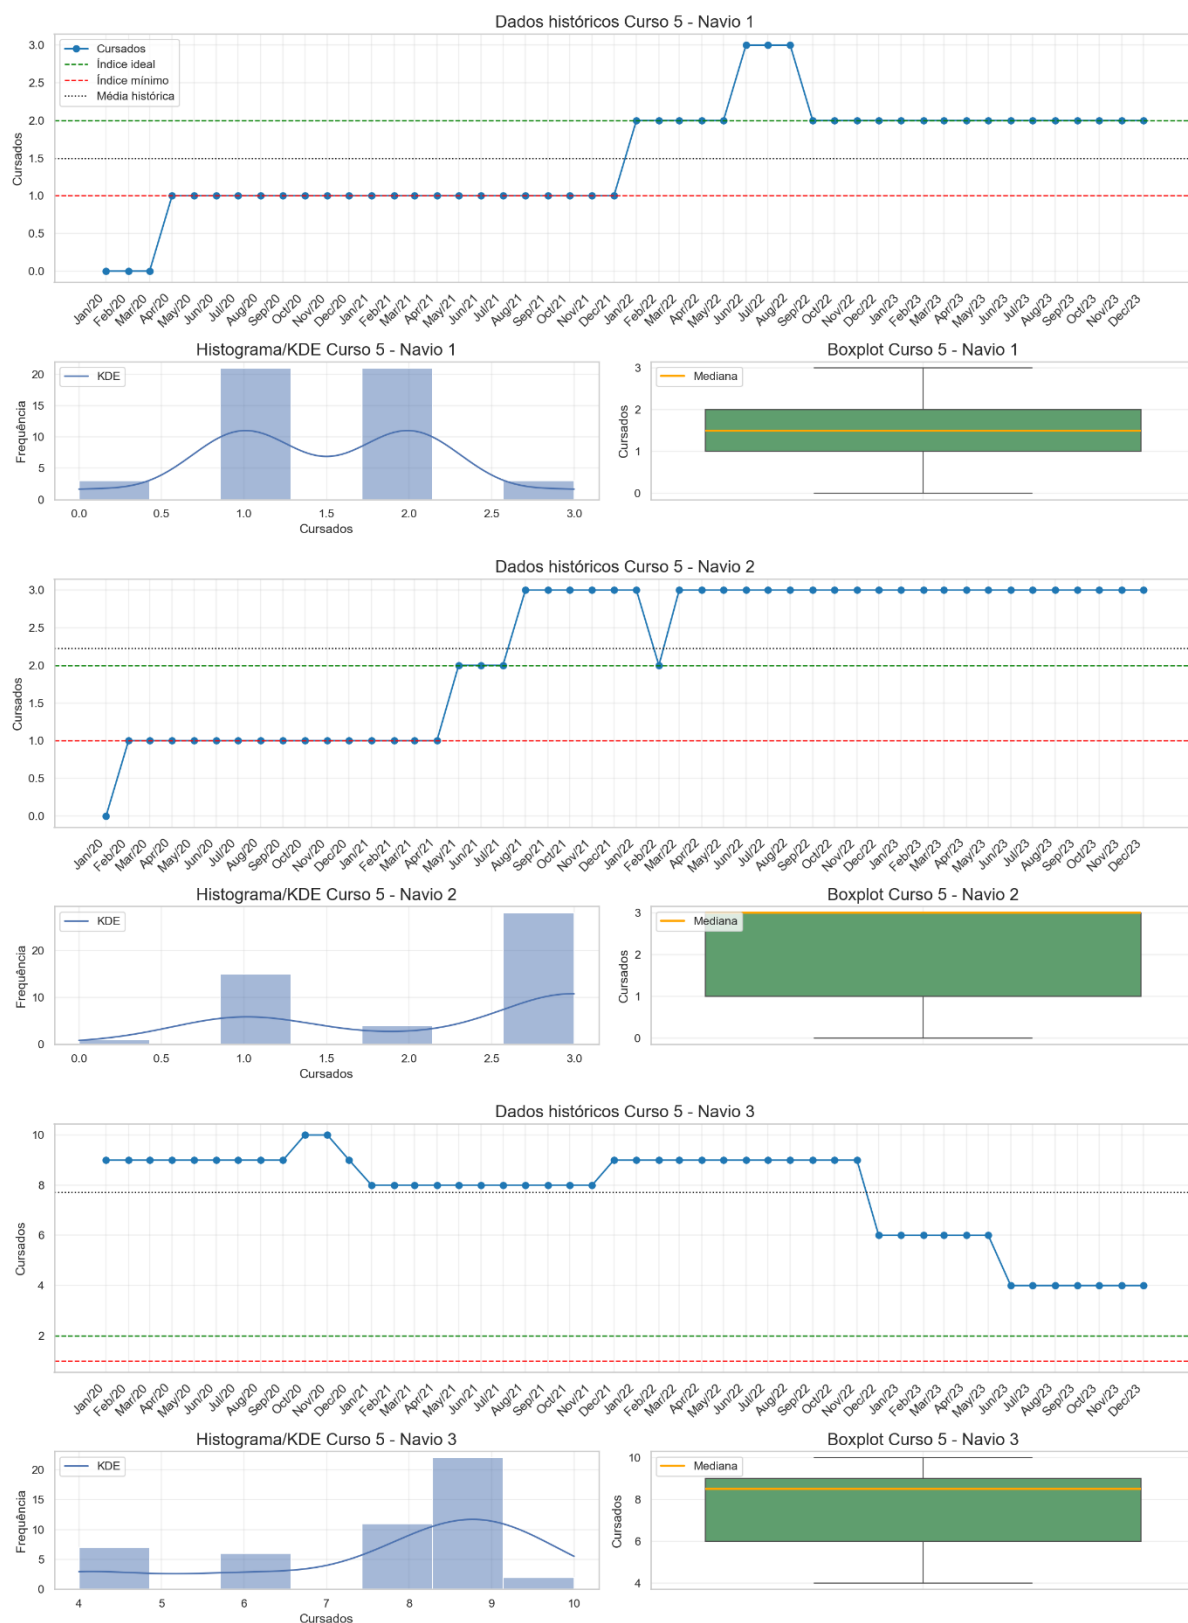 Dados históricos Curso 5 - Navio 1
Cursados
Índice ideal
Índice mínimo
Média histórica
Cursados
3.0
2.5
2.0
1.5
1.0
0.5
0.0
Jan/20 Feb/20 Mar/20 Apr/20 May/20 Jun/20 Jul/20 Aug/20 Sep/20 Oct/20 Nov/20 Dec/20 Jan/21 Feb/21 Mar/21 Apr/21 May/21 Jun/21 Jul/21 Aug/21 Sep/21 Oct/21 Nov/21 Dec/21 Jan/22 Feb/22 Mar/22 Apr/22 May/22 Jun/22 Jul/22 Aug/22 Sep/22 Oct/22 Nov/22 Dec/22 Jan/23 Feb/23 Mar/23 Apr/23 May/23 Jun/23 Jul/23 Aug/23 Sep/23 Oct/23 Nov/23 Dec/23
Histograma/KDE Curso 5 - Navio 1
KDE
Frequência
20
15
10
5
0
0.0 0.5 1.0 1.5 2.0 2.5 3.0
Cursados
Boxplot Curso 5 - Navio 1
Mediana
Cursados
3
2
1
0
Dados históricos Curso 5 - Navio 2
Cursados
3.0
2.5
2.0
1.5
1.0
0.5
0.0
Jan/20 Feb/20 Mar/20 Apr/20 May/20 Jun/20 Jul/20 Aug/20 Sep/20 Oct/20 Nov/20 Dec/20 Jan/21 Feb/21 Mar/21 Apr/21 May/21 Jun/21 Jul/21 Aug/21 Sep/21 Oct/21 Nov/21 Dec/21 Jan/22 Feb/22 Mar/22 Apr/22 May/22 Jun/22 Jul/22 Aug/22 Sep/22 Oct/22 Nov/22 Dec/22 Jan/23 Feb/23 Mar/23 Apr/23 May/23 Jun/23 Jul/23 Aug/23 Sep/23 Oct/23 Nov/23 Dec/23
Histograma/KDE Curso 5 - Navio 2
KDE
Frequência
20
10
0
0.0 0.5 1.0 1.5 2.0 2.5 3.0
Cursados
Boxplot Curso 5 - Navio 2
Mediana
Cursados
3
2
1
0
Dados históricos Curso 5 - Navio 3
Cursados
10
8
6
4
2
Jan/20 Feb/20 Mar/20 Apr/20 May/20 Jun/20 Jul/20 Aug/20 Sep/20 Oct/20 Nov/20 Dec/20 Jan/21 Feb/21 Mar/21 Apr/21 May/21 Jun/21 Jul/21 Aug/21 Sep/21 Oct/21 Nov/21 Dec/21 Jan/22 Feb/22 Mar/22 Apr/22 May/22 Jun/22 Jul/22 Aug/22 Sep/22 Oct/22 Nov/22 Dec/22 Jan/23 Feb/23 Mar/23 Apr/23 May/23 Jun/23 Jul/23 Aug/23 Sep/23 Oct/23 Nov/23 Dec/23
Histograma/KDE Curso 5 - Navio 3
KDE
Frequência
20
15
10
5
0
4 5 6 7 8 9 10
Cursados
Boxplot Curso 5 - Navio 3
Mediana
Cursados
10
8
6
4